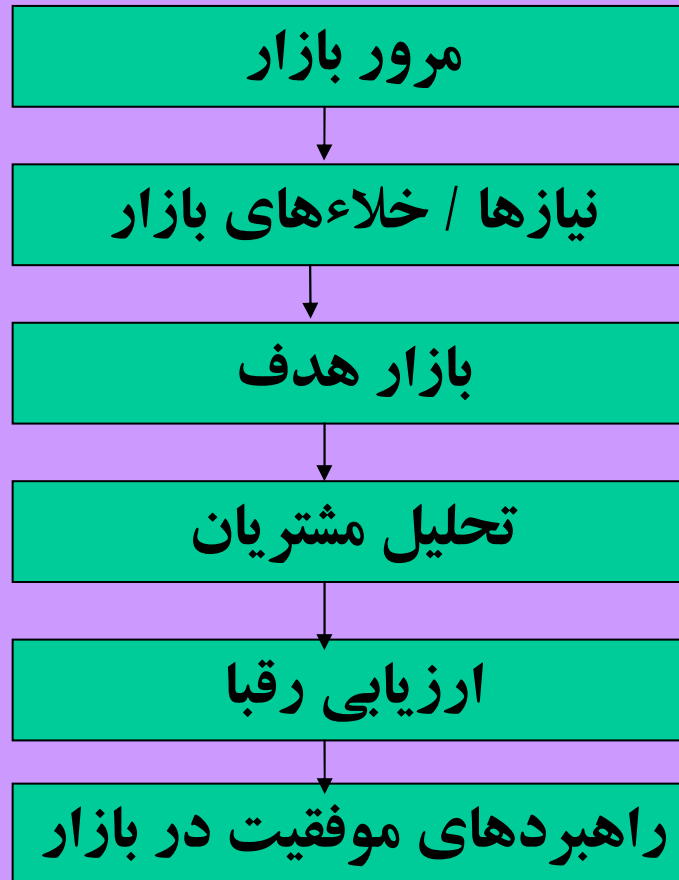 مرور بازار
نیازها / خلاءهای بازار
بازار هدف
تحلیل مشتریان
ارزیابی رقبا
راهبردهای موفقیت در بازار